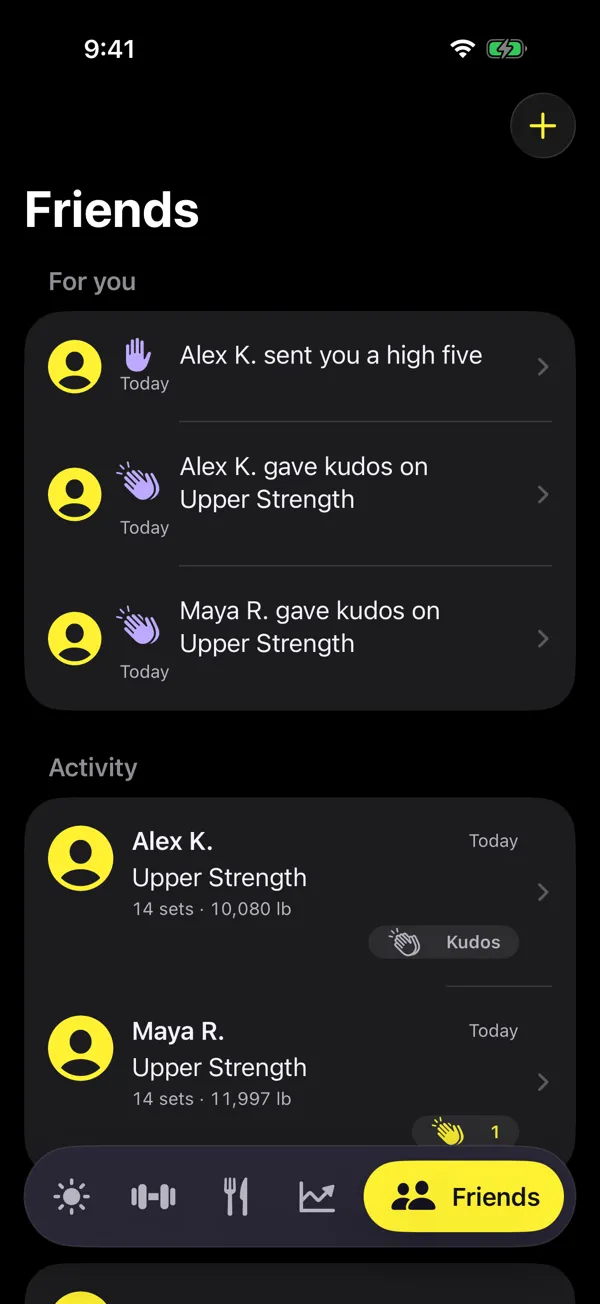 9:41
Friends
For you
Alex K. sent you a high five
Today
Alex K. gave kudos on
Upper Strength
Today
Maya R. gave kudos on
Upper Strength
Today
Activity
Alex K.
Today
Upper Strength
14 sets · 10,080 lb
Kudos
Maya R.
Today
Upper Strength
14 sets · 11,997 lb
1
Friends